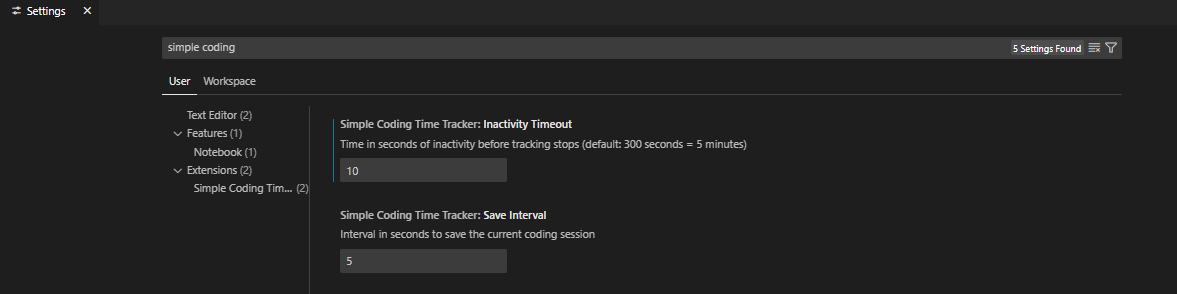 Settings
simple coding
5 Settings Found
User Workspace
Text Editor (2)
Features (1)
Notebook (1)
Extensions (2)
Simple Coding Tim... (2)
Simple Coding Time Tracker: Inactivity Timeout
Time in seconds of inactivity before tracking stops (default: 300 seconds = 5 minutes)
10
Simple Coding Time Tracker: Save Interval
Interval in seconds to save the current coding session
5